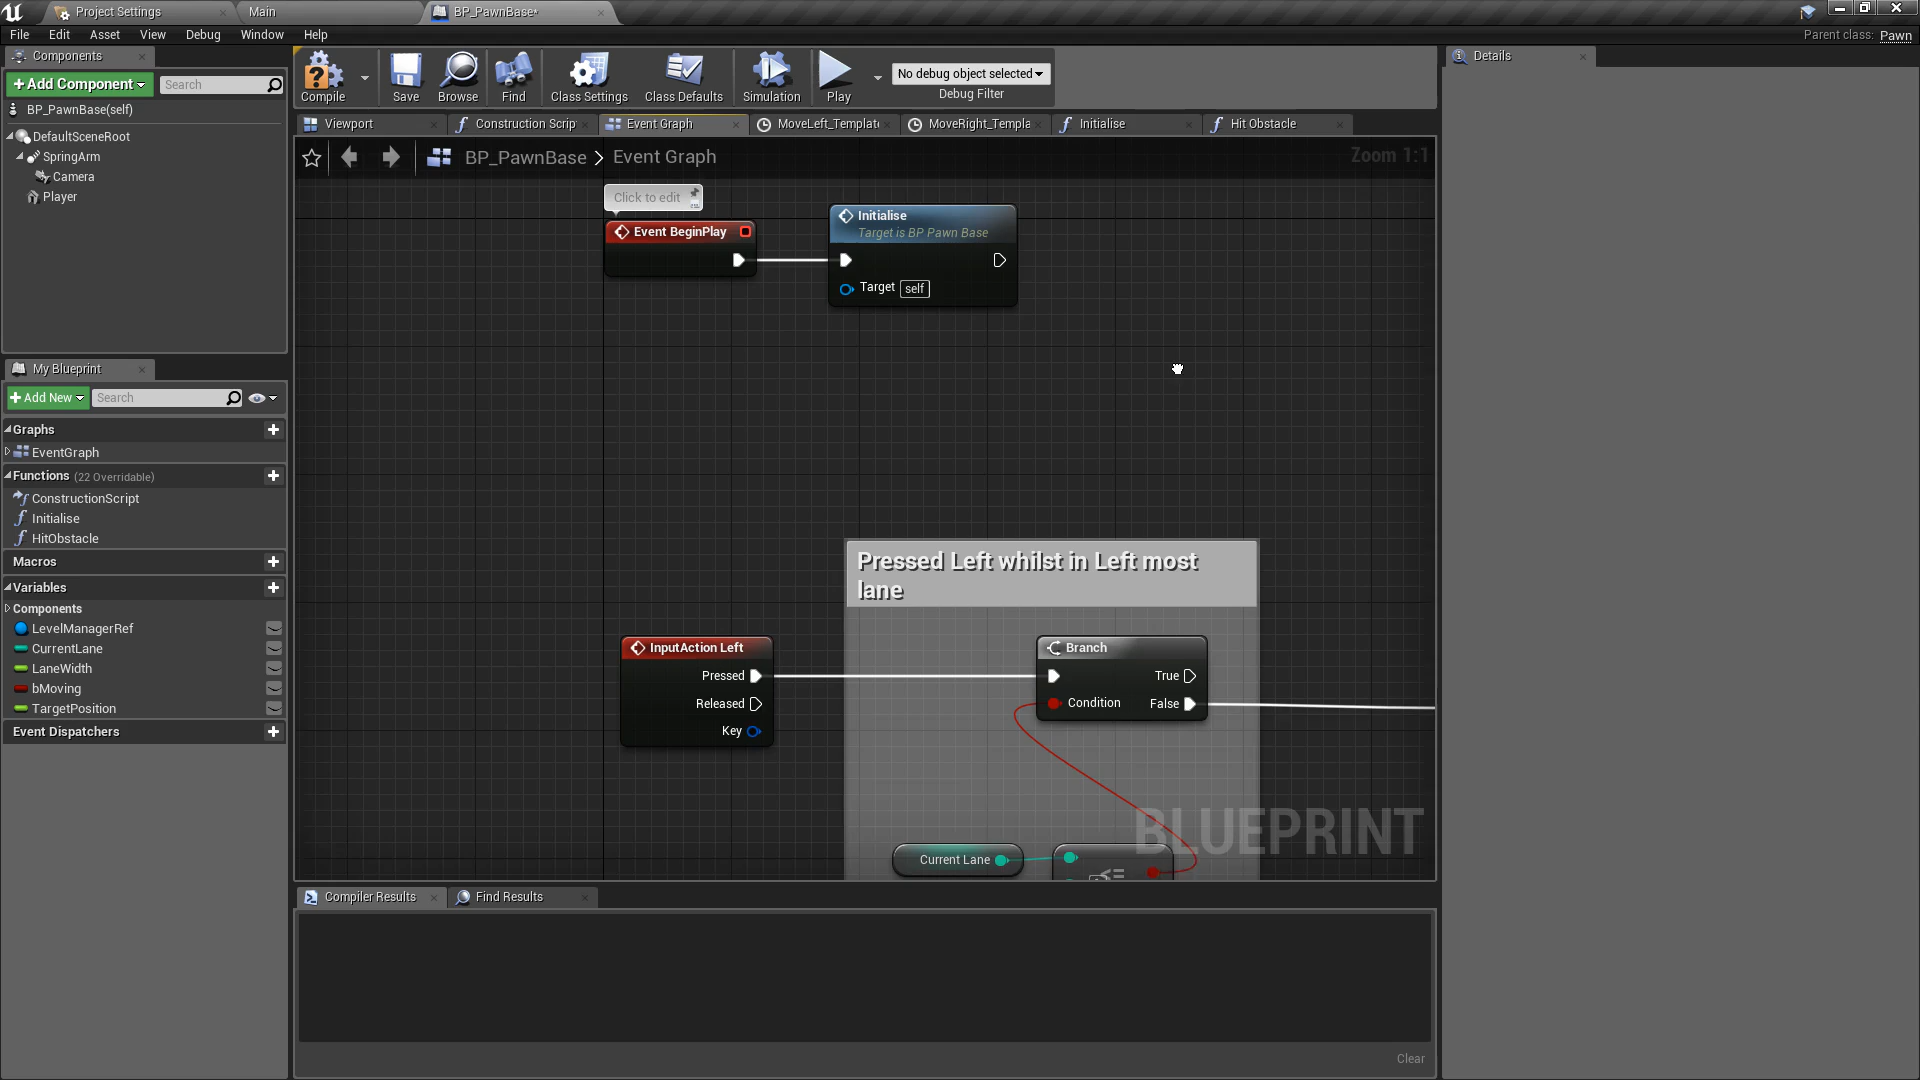 Project Settings
Main
BP_PawnBase*
File Edit Asset View Debug Window Help
Parent class: Pawn
Components
+Add Component
Search
BP_PawnBase(self)
DefaultSceneRoot
SpringArm
Camera
Player
My Blueprint
+Add New
Search
Graphs
EventGraph
Functions (22 Overridable)
ConstructionScript
Initialise
HitObstacle
Macros
Variables
Components
LevelManagerRef
CurrentLane
LaneWidth
bMoving
TargetPosition
Event Dispatchers
Compile
Save
Browse
Find
Class Settings
Class Defaults
Simulation
Play
No debug object selected
Debug Filter
Viewport
Construction Scrip
Event Graph
MoveLeft_Templat
MoveRight_Templa
Initialise
Hit Obstacle
BP_PawnBase > Event Graph
Zoom 1:1
Click to edit
Event BeginPlay
Initialise
Target is BP Pawn Base
Target self
Pressed Left whilst in Left most
lane
InputAction Left
Pressed
Released
Key
Branch
True
Condition False
Current Lane
<=
BLUEPRINT
Compiler Results
Find Results
Clear
Details